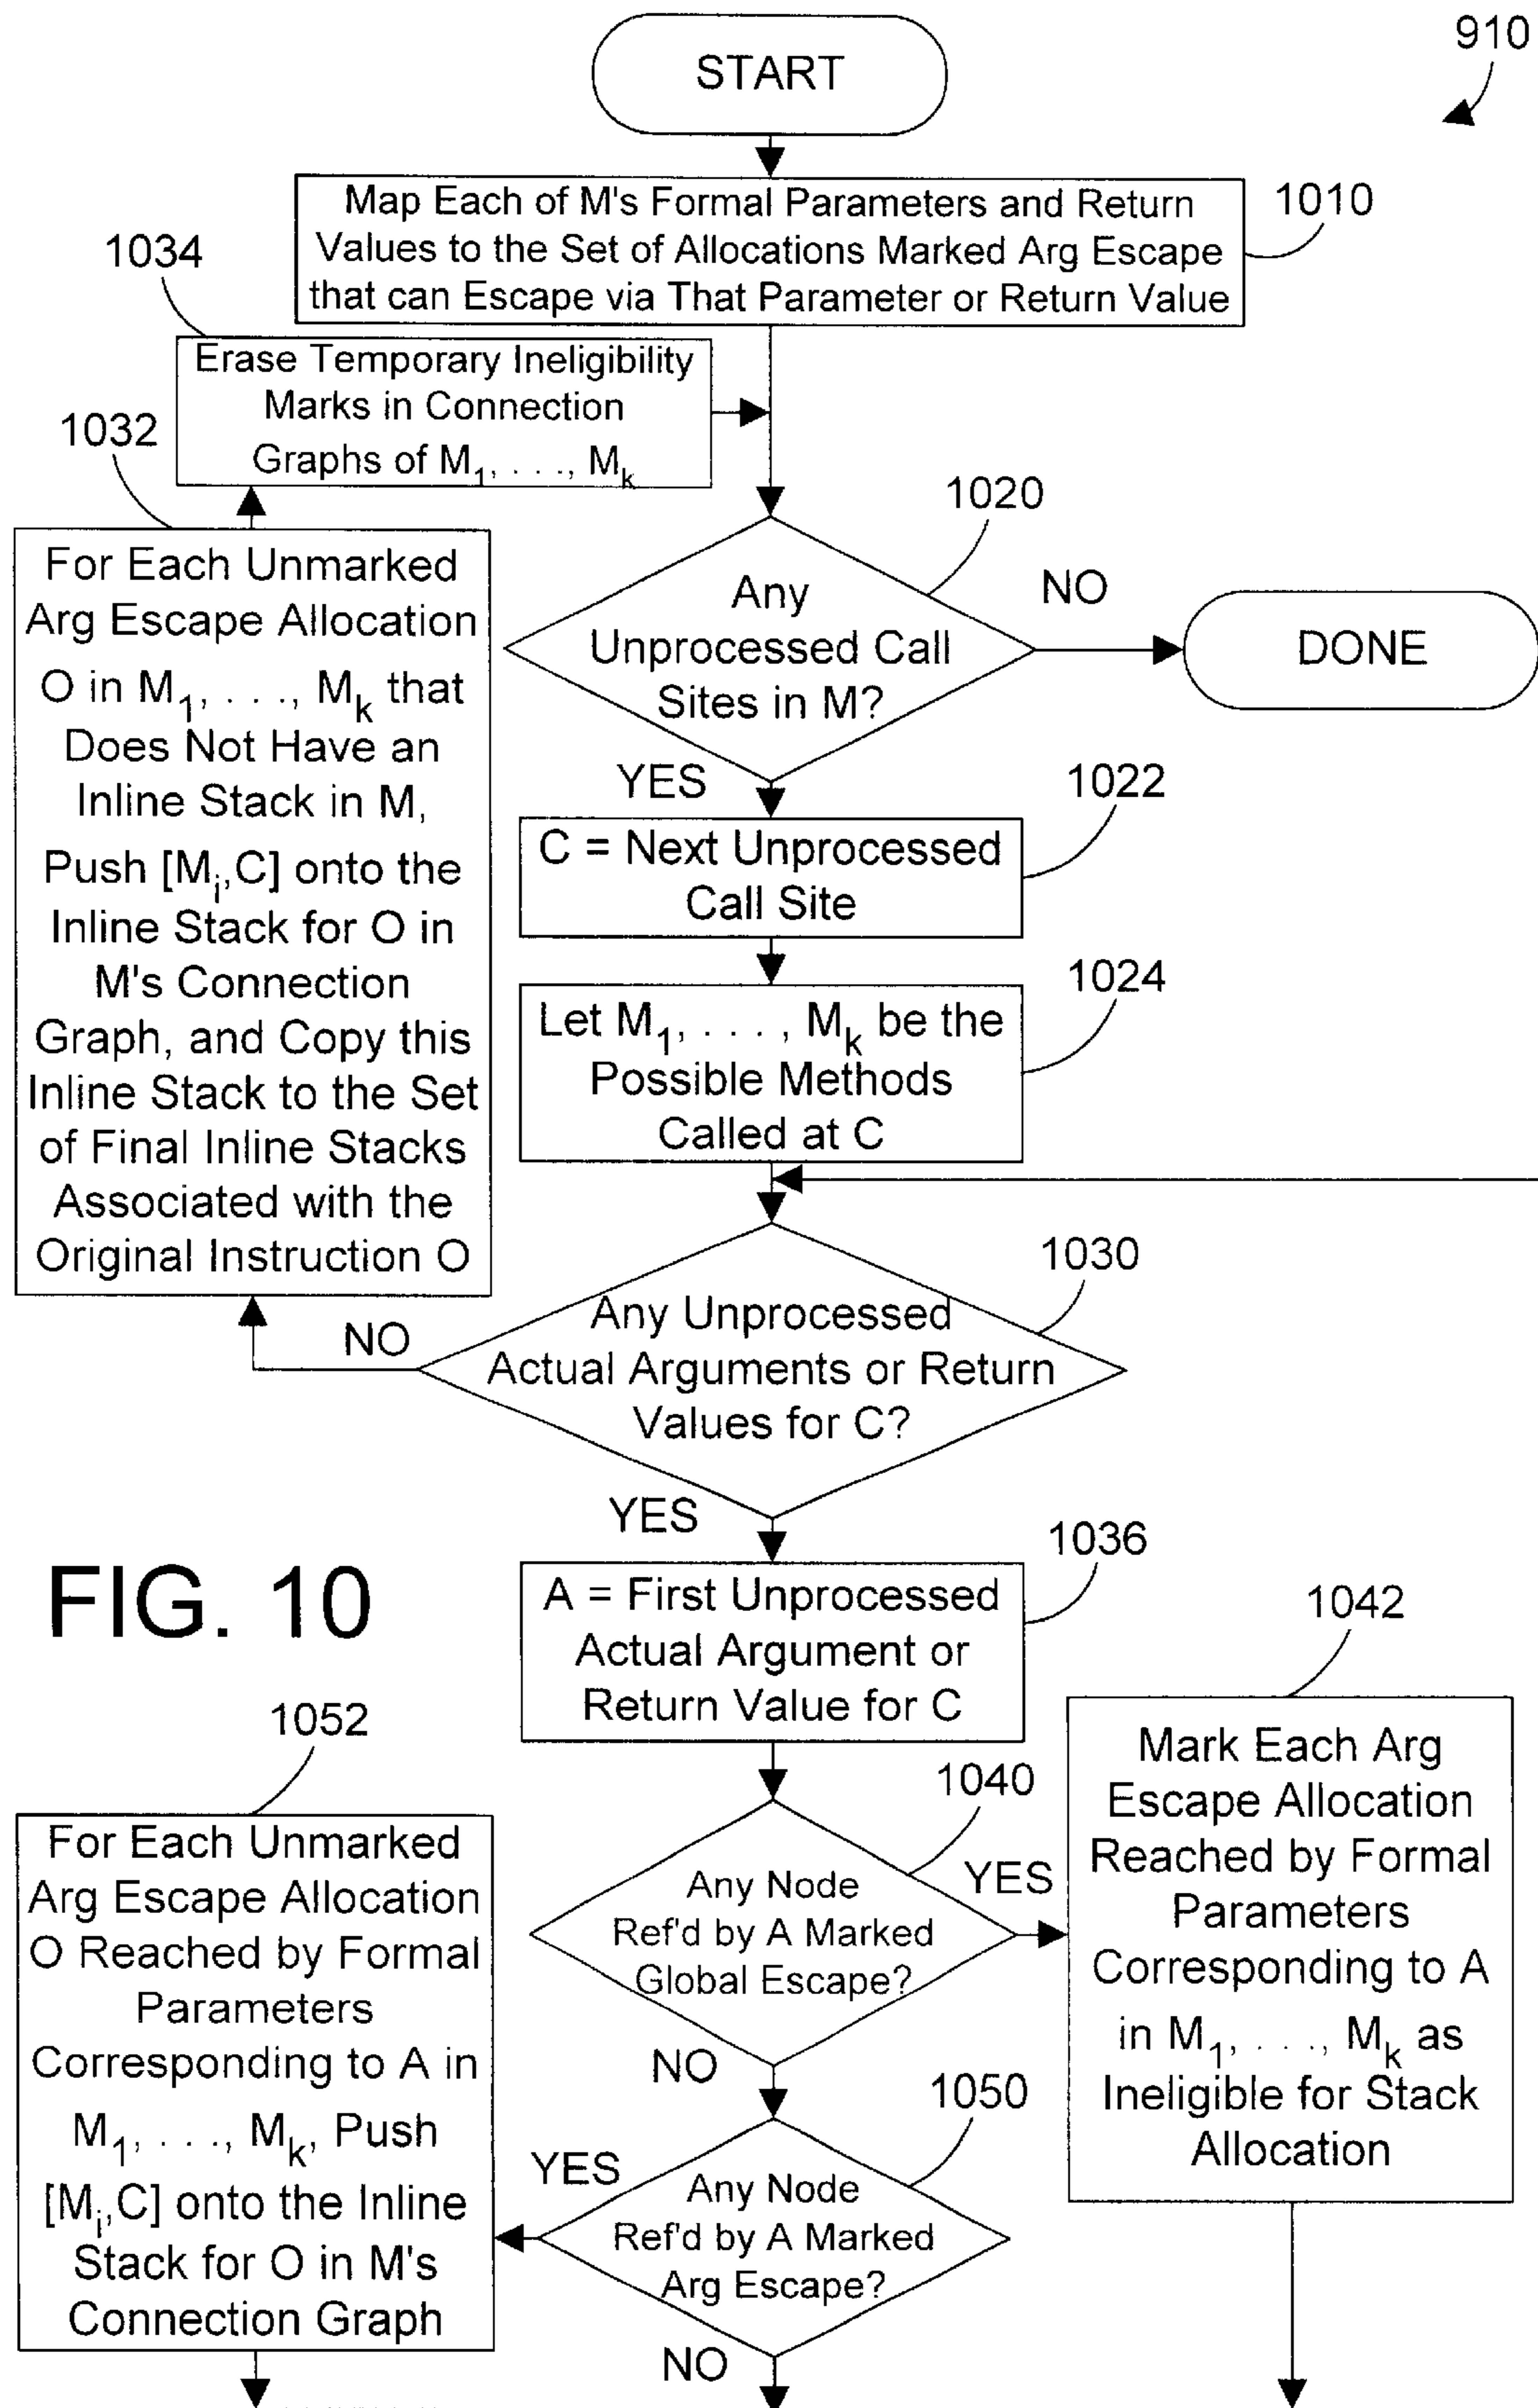 910
START
Map Each of M's Formal Parameters and Return
Values to the Set of Allocations Marked Arg Escape
that can Escape via That Parameter or Return Value
1010
1034
Erase Temporary Ineligibility
Marks in Connection
Graphs of M1, . . ., Mk
1032
For Each Unmarked
Arg Escape Allocation
O in M1, . . ., Mk that
Does Not Have an
Inline Stack in M,
Push [Mi,C] onto the
Inline Stack for O in
M's Connection
Graph, and Copy this
Inline Stack to the Set
of Final Inline Stacks
Associated with the
Original Instruction O
1020
Any
Unprocessed Call
Sites in M?
NO
DONE
YES
1022
C = Next Unprocessed
Call Site
1024
Let M1, . . . , Mk be the
Possible Methods
Called at C
1030
Any Unprocessed
Actual Arguments or Return
Values for C?
NO
YES
FIG. 10
1036
A = First Unprocessed
Actual Argument or
Return Value for C
1040
Any Node
Ref'd by A Marked
Global Escape?
YES
NO
1042
Mark Each Arg
Escape Allocation
Reached by Formal
Parameters
Corresponding to A
in M1, . . ., Mk as
Ineligible for Stack
Allocation
1052
For Each Unmarked
Arg Escape Allocation
O Reached by Formal
Parameters
Corresponding to A in
M1, . . ., Mk, Push
[Mi,C] onto the Inline
Stack for O in M's
Connection Graph
1050
Any Node
Ref'd by A Marked
Arg Escape?
YES
NO